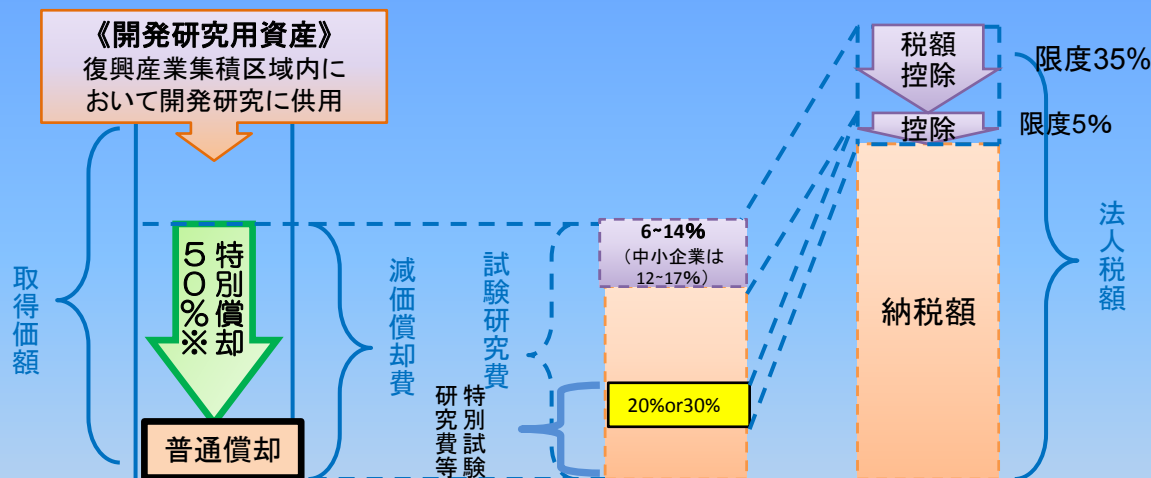 《開発研究用資産》
復興産業集積区域内に
おいて開発研究に供用
取得価額
特別償却
50%※
普通償却
減価償却費
試験研究費
特別試験
研究費等
6~14%
(中小企業は
12~17%)
20%or30%
税額
控除
限度35%
控除
限度5%
納税額
法人税額